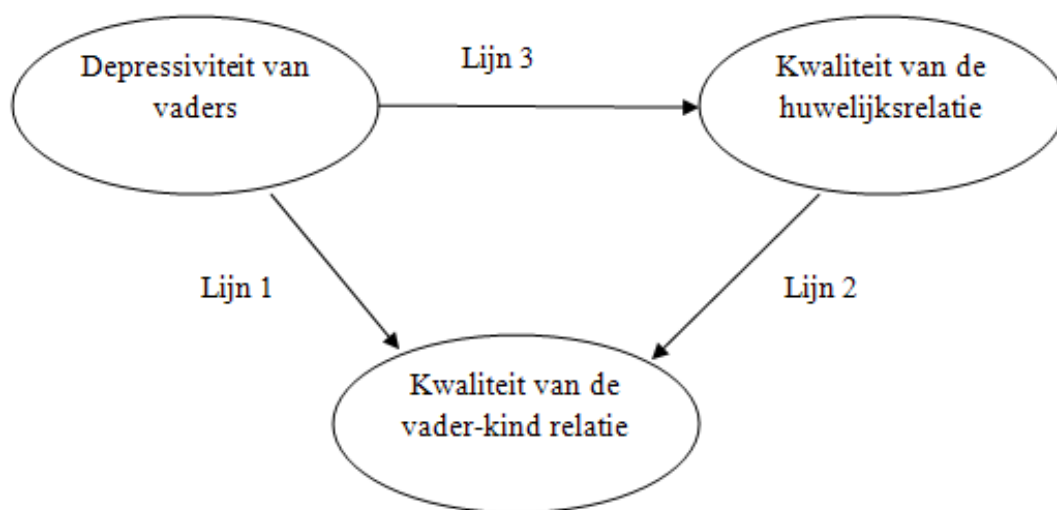 Depressiviteit van
vaders
Lijn 3
Kwaliteit van de
huwelijksrelatie
Lijn 1
Lijn 2
Kwaliteit van de
vader-kind relatie